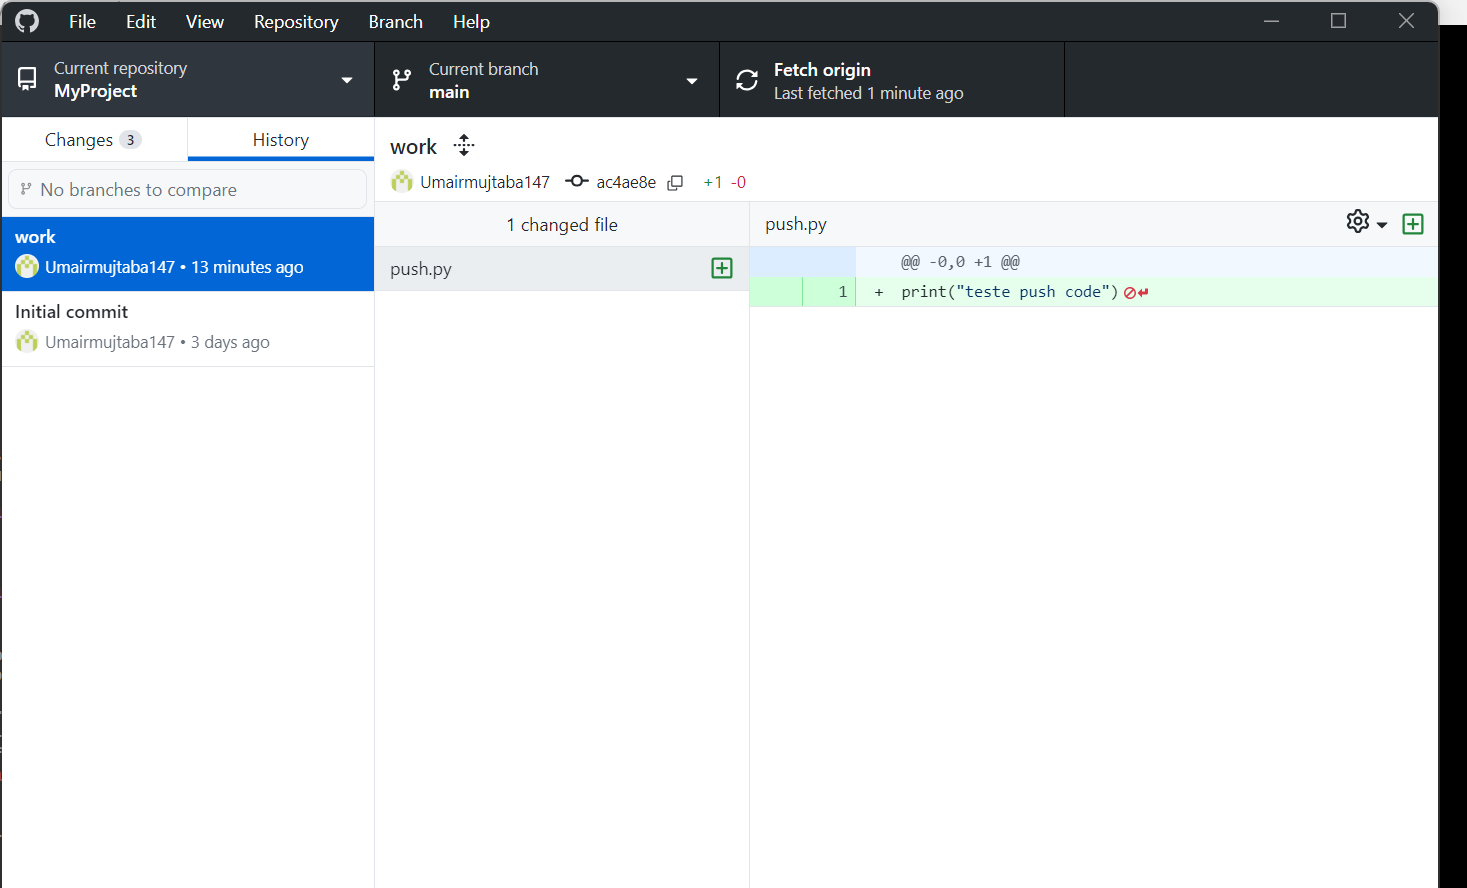 File Edit View Repository Branch Help
Current repository
MyProject
Current branch
main
Fetch origin
Last fetched 1 minute ago
Changes 3
History
No branches to compare
work
Umairmujtaba147 • 13 minutes ago
Initial commit
Umairmujtaba147 • 3 days ago
work
Umairmujtaba147 ac4ae8e +1 -0
1 changed file
push.py
push.py
@@ -0,0 +1 @@
1 + print("teste push code")